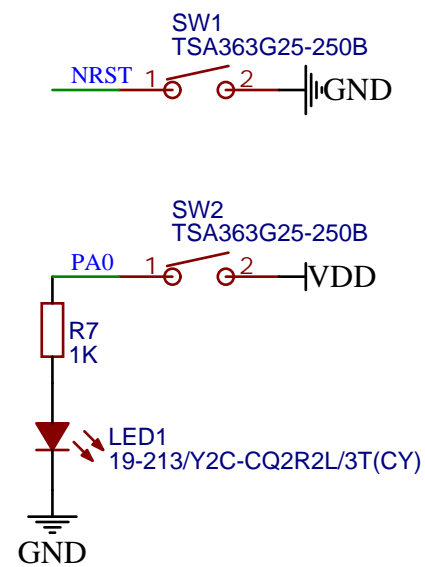 SW1
TSA363G25-250B
NRST 1 2 GND
SW2
TSA363G25-250B
PA0 1 2 VDD
R7
1K
LED1
19-213/Y2C-CQ2R2L/3T(CY)
GND